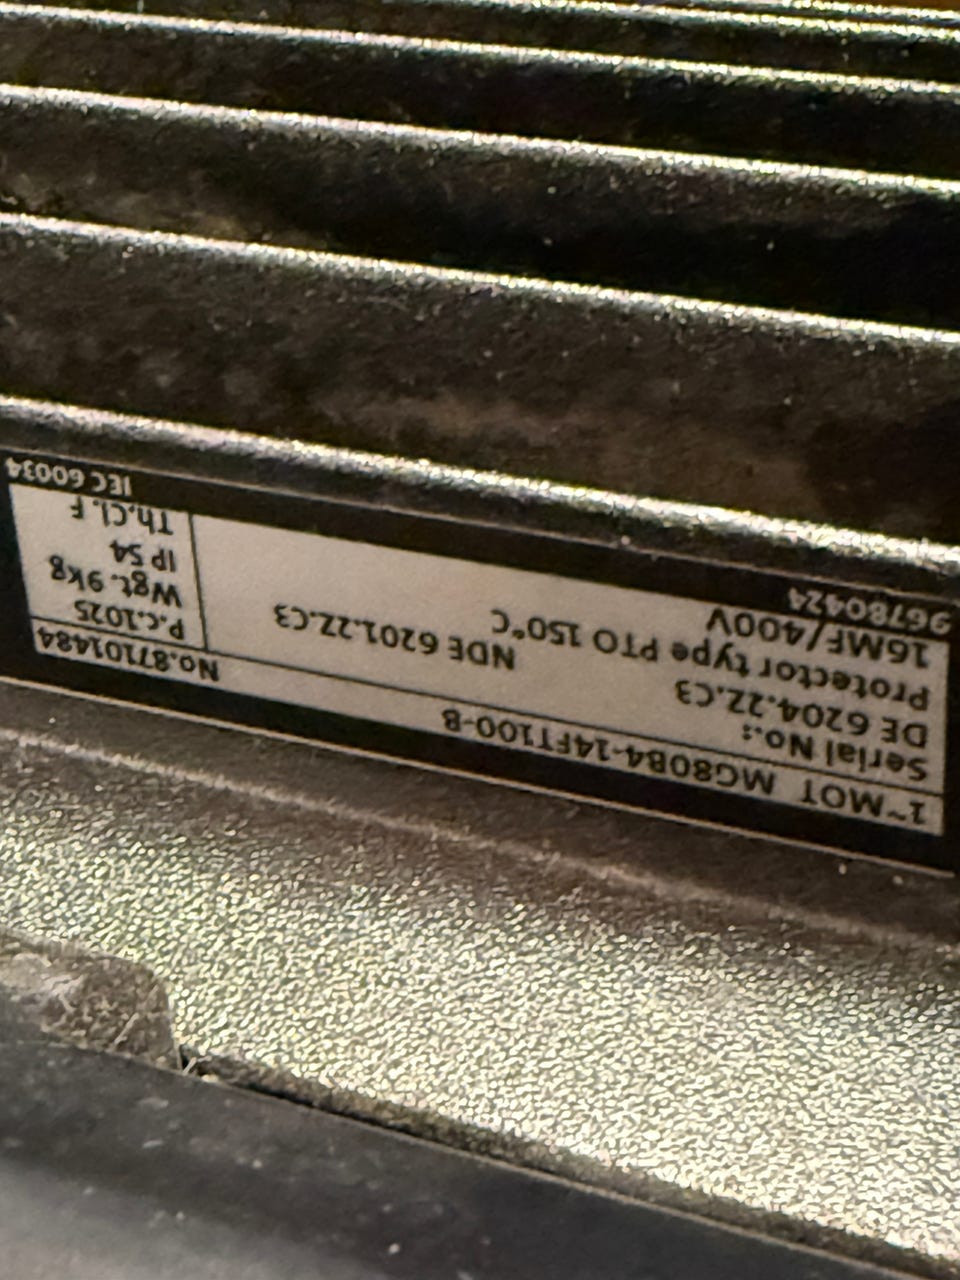 1~MOT MG80B4-14FT100-B No.87101484
Serial No.: P.c.1025
DE 6204.2Z.C3 NDE 6201.2Z.C3 Wgt. 9kg
Protector type PTO 150°C IP 54
16MF/400V Th.Cl. F
96780424 IEC 60034